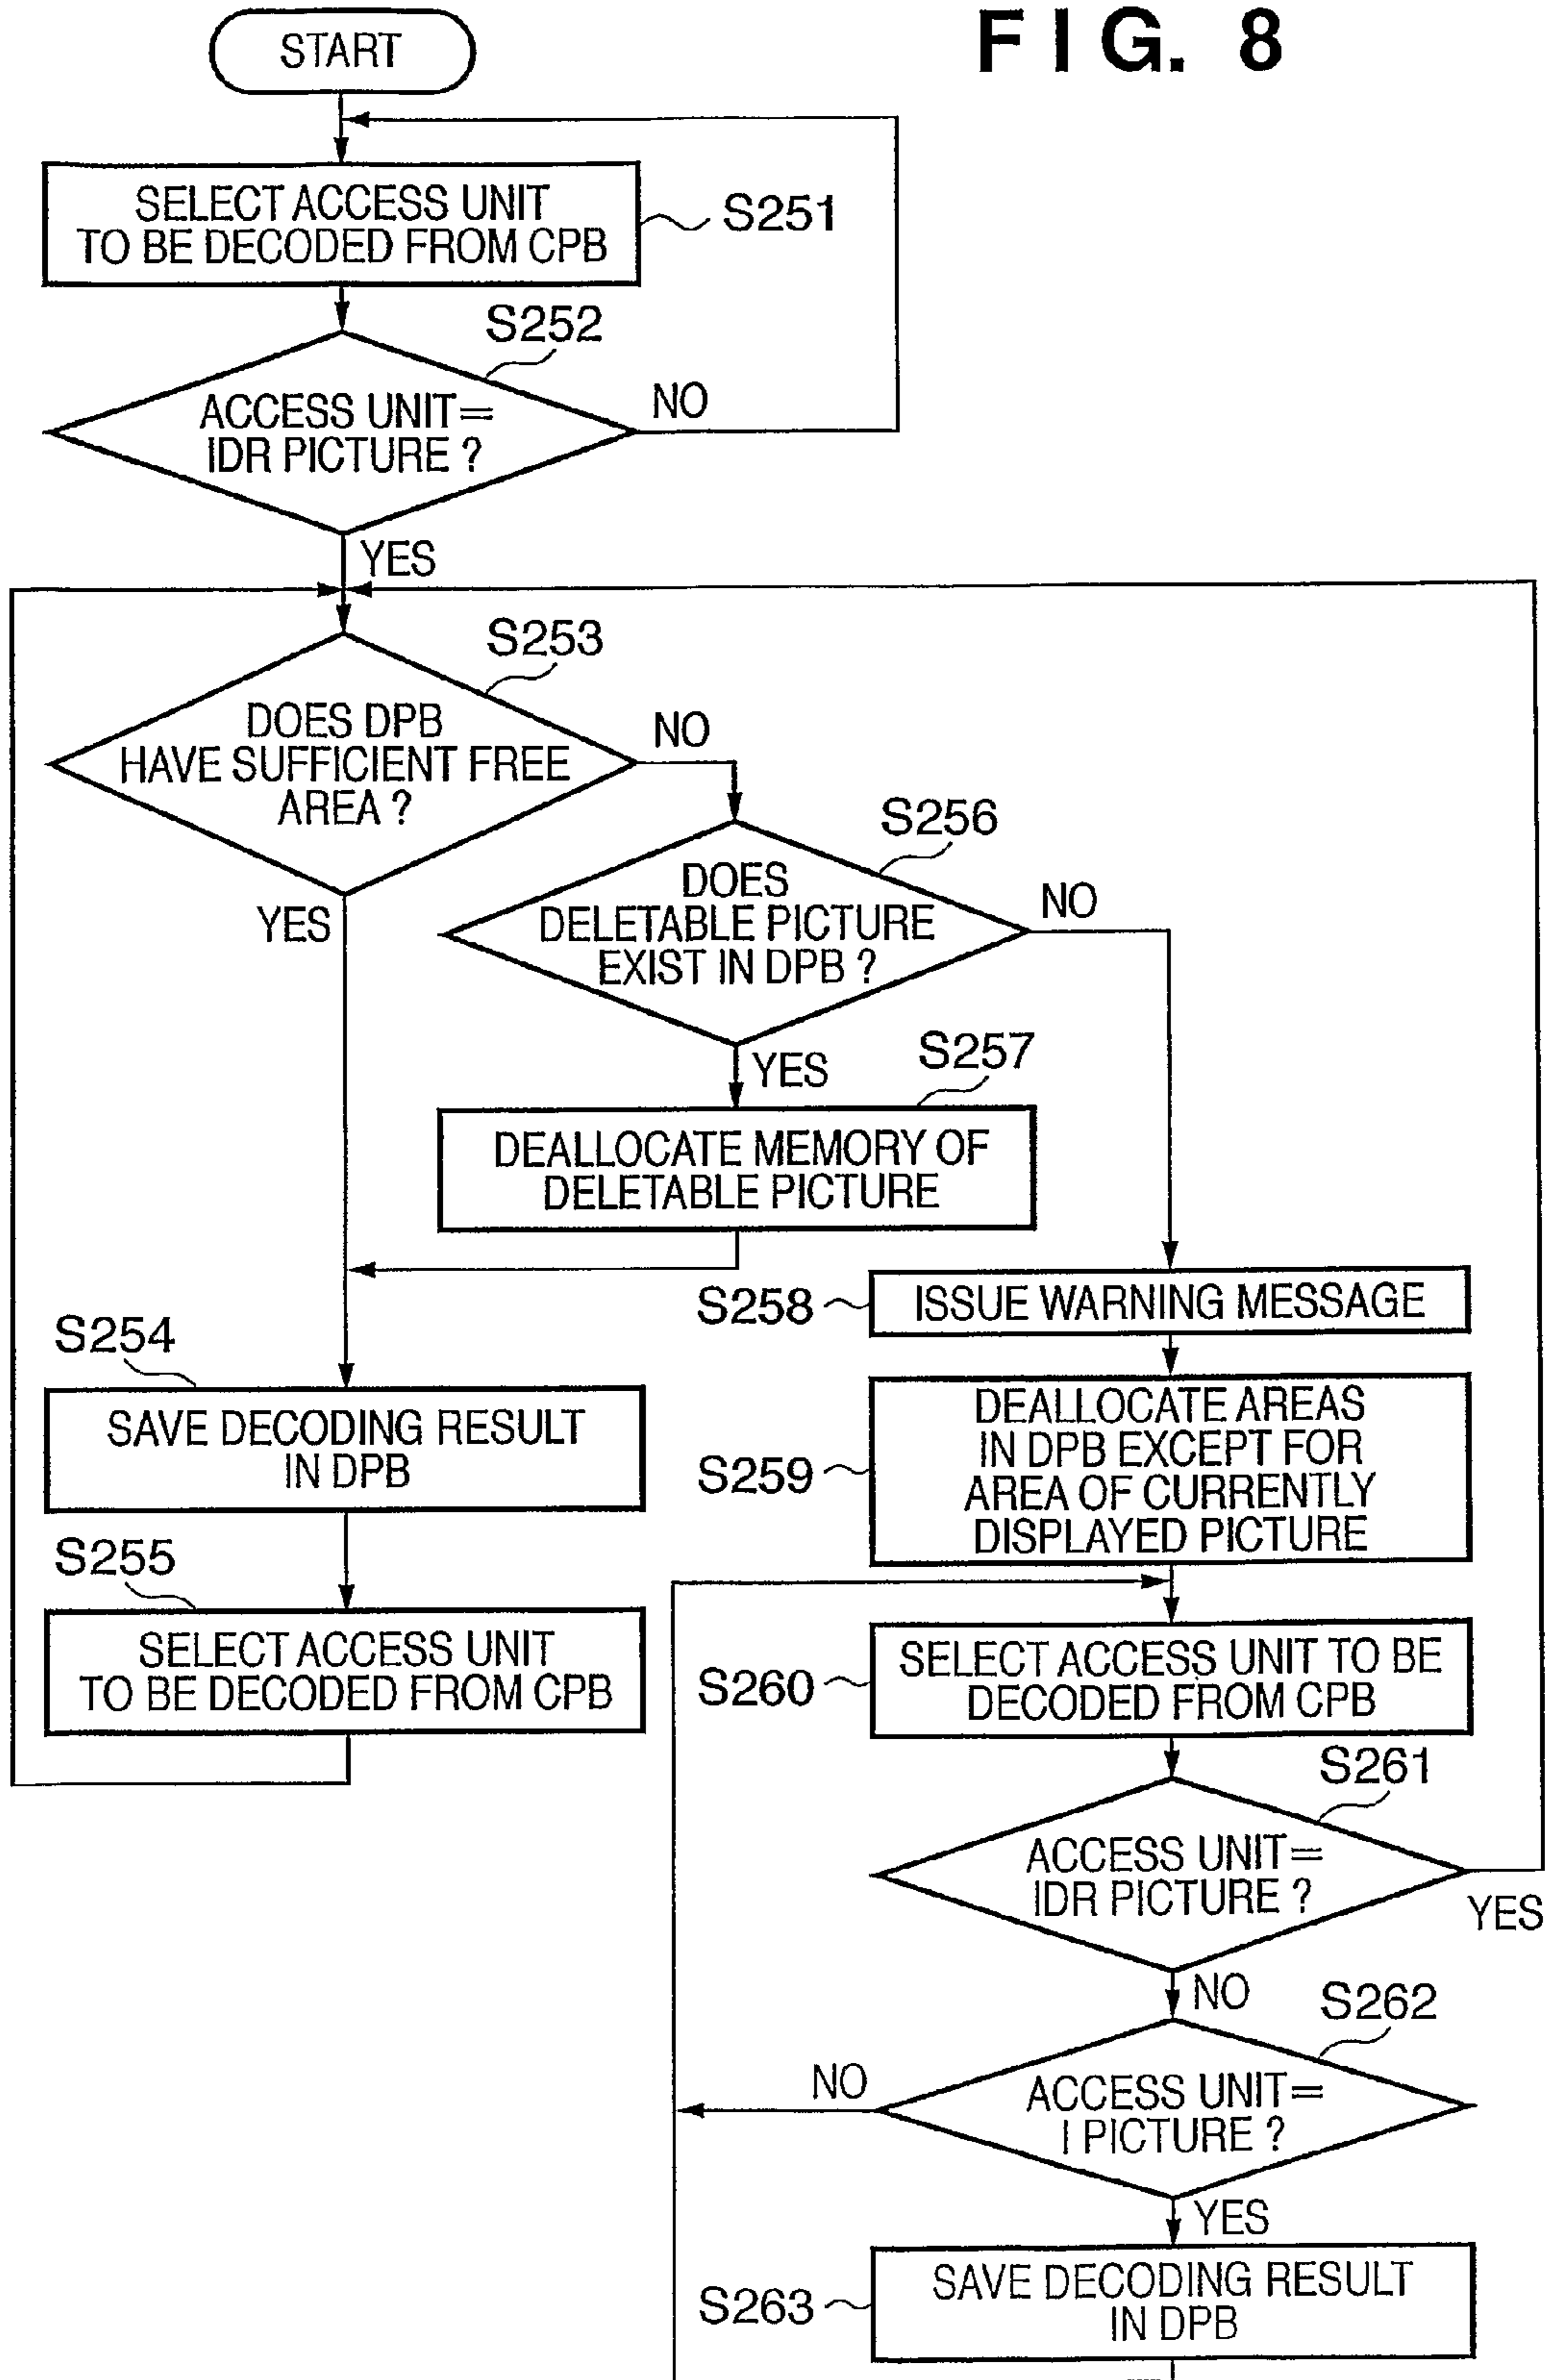 FIG. 8
START
SELECT ACCESS UNIT
TO BE DECODED FROM CPB
S251
S252
ACCESS UNIT=
IDR PICTURE ?
NO
YES
S253
DOES DPB
HAVE SUFFICIENT FREE
AREA ?
NO
YES
S256
DOES
DELETABLE PICTURE
EXIST IN DPB ?
NO
YES
S257
DEALLOCATE MEMORY OF
DELETABLE PICTURE
S258
ISSUE WARNING MESSAGE
S254
SAVE DECODING RESULT
IN DPB
S259
DEALLOCATE AREAS
IN DPB EXCEPT FOR
AREA OF CURRENTLY
DISPLAYED PICTURE
S255
SELECT ACCESS UNIT
TO BE DECODED FROM CPB
S260
SELECT ACCESS UNIT TO BE
DECODED FROM CPB
S261
ACCESS UNIT=
IDR PICTURE ?
YES
NO
S262
ACCESS UNIT=
I PICTURE ?
NO
YES
S263
SAVE DECODING RESULT
IN DPB